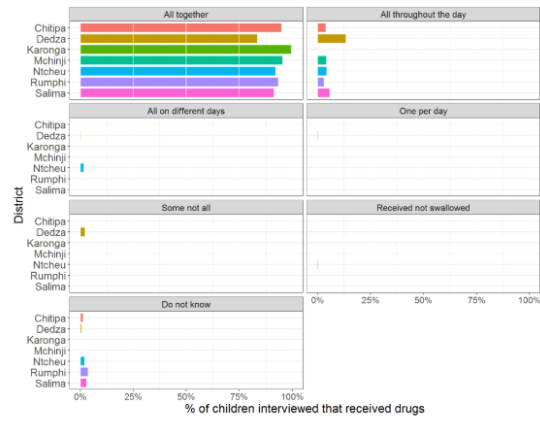 All together
All throughout the day
Chitipa
Dedza
Karonga
Mchinji
Ntcheu
Rumphi
Salima
All on different days
One per day
Chitipa
Dedza
Karonga
Mchinji
Ntcheu
Rumphi
Salima
District
Some not all
Received not swallowed
Chitipa
Dedza
Karonga
Mchinji
Ntcheu
Rumphi
Salima
0% 25% 50% 75% 100%
Do not know
Chitipa
Dedza
Karonga
Mchinji
Ntcheu
Rumphi
Salima
0% 25% 50% 75% 100%
% of children interviewed that received drugs